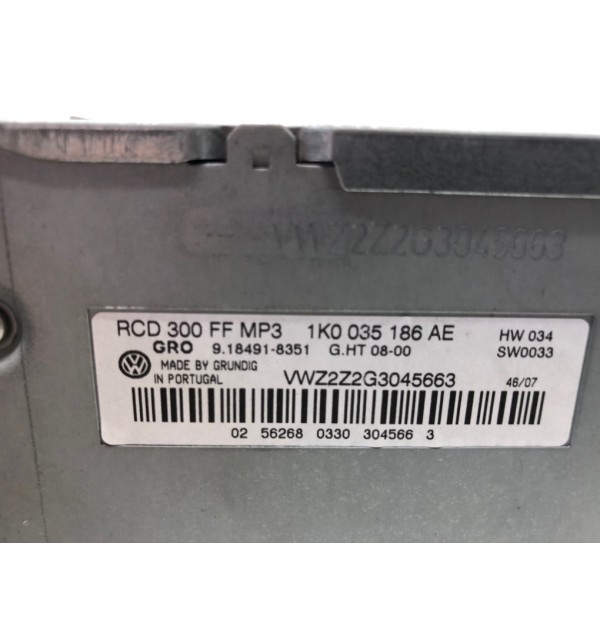 VWZ2Z2G3045663
RCD 300 FF MP3 1K0 035 186 AE HW 034
GRO 9.18491-8351 G.HT 08-00 SW0033
MADE BY GRUNDIG
IN PORTUGAL VWZ2Z2G3045663 46/07
02 56268 0330 304566 3